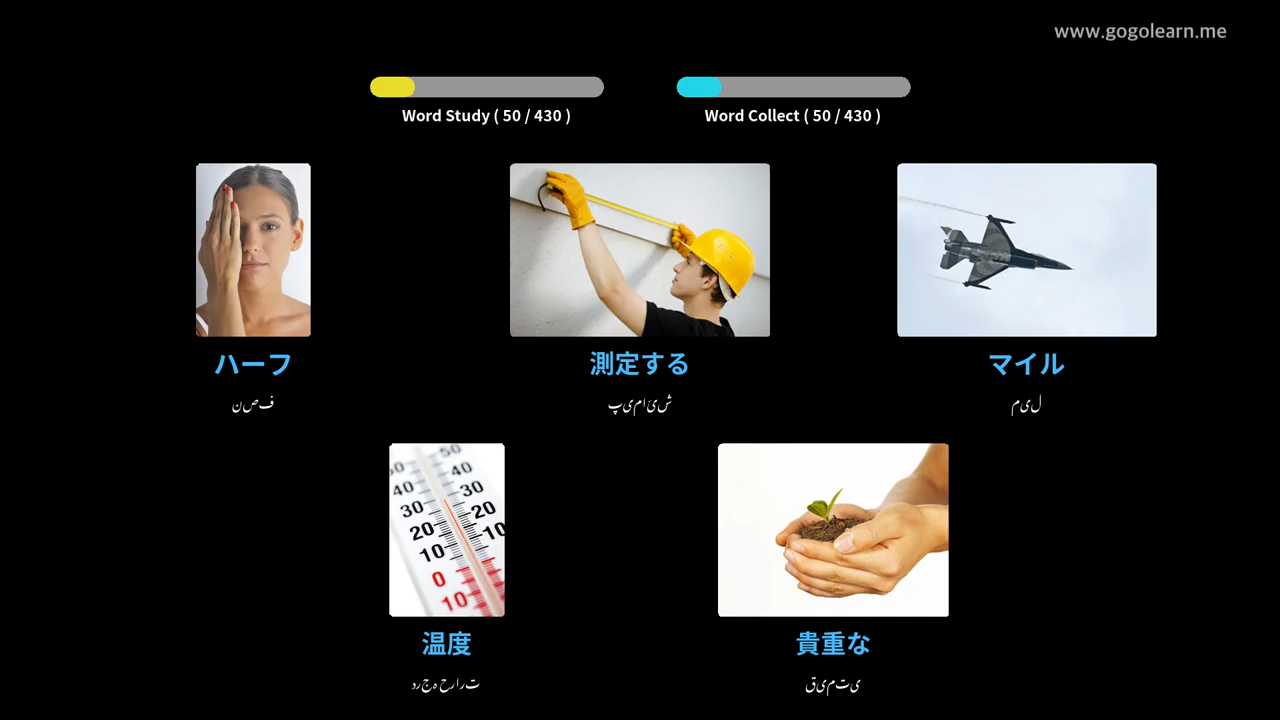 www.gogolearn.me
Word Study ( 50 / 430 )
Word Collect ( 50 / 430 )
ハーフ
測定する
マイル
نصف
پیمائش
میل
温度
貴重な
درجہ حرارت
قیمتی